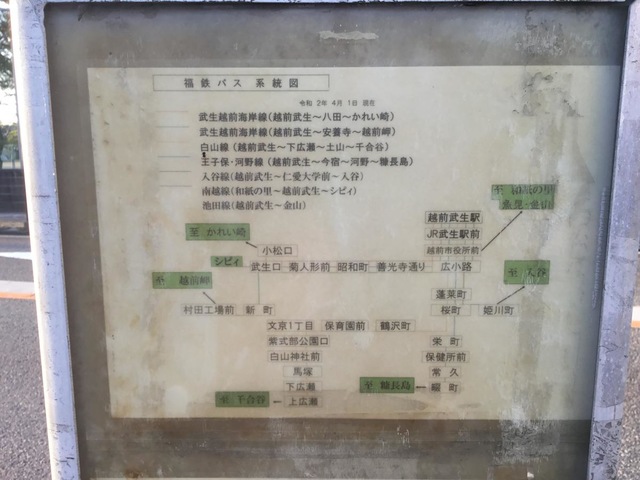 福鉄バス 系統図
令和 2年 4月 1日 現在
武生越前海岸線(越前武生～八田～かれい崎)
武生越前海岸線(越前武生～安養寺～越前岬)
白山線(越前武生～下広瀬～土山～千合谷)
王子保・河野線(越前武生～今宿～河野～糠長島)
入谷線(越前武生～仁愛大学前～入谷)
南越線(和紙の里～越前武生～シピィ)
池田線(越前武生～金山)
至 和紙の里
魚見・金山
越前武生駅
JR武生駅前
至 かれい崎
小松口
越前市役所前
シピィ
武生口 菊人形前 昭和町 善光寺通り 広小路
至 入谷
至 越前岬
蓬莱町
村田工場前 新 町
桜町 姫川町
文京1丁目 保育園前 鶴沢町
紫式部公園口
栄 町
白山神社前
保健所前
馬塚
常 久
下広瀬
至 糠長島 ←
町
至 千合谷 ← 上広瀬